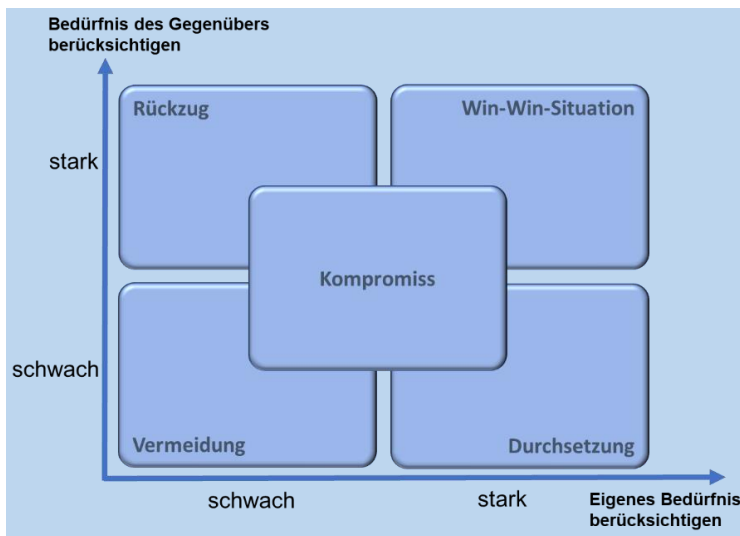 Bedürfnis des Gegenübers
berücksichtigen
Rückzug
Win-Win-Situation
stark
Kompromiss
schwach
Vermeidung
Durchsetzung
schwach
stark
Eigenes Bedürfnis
berücksichtigen